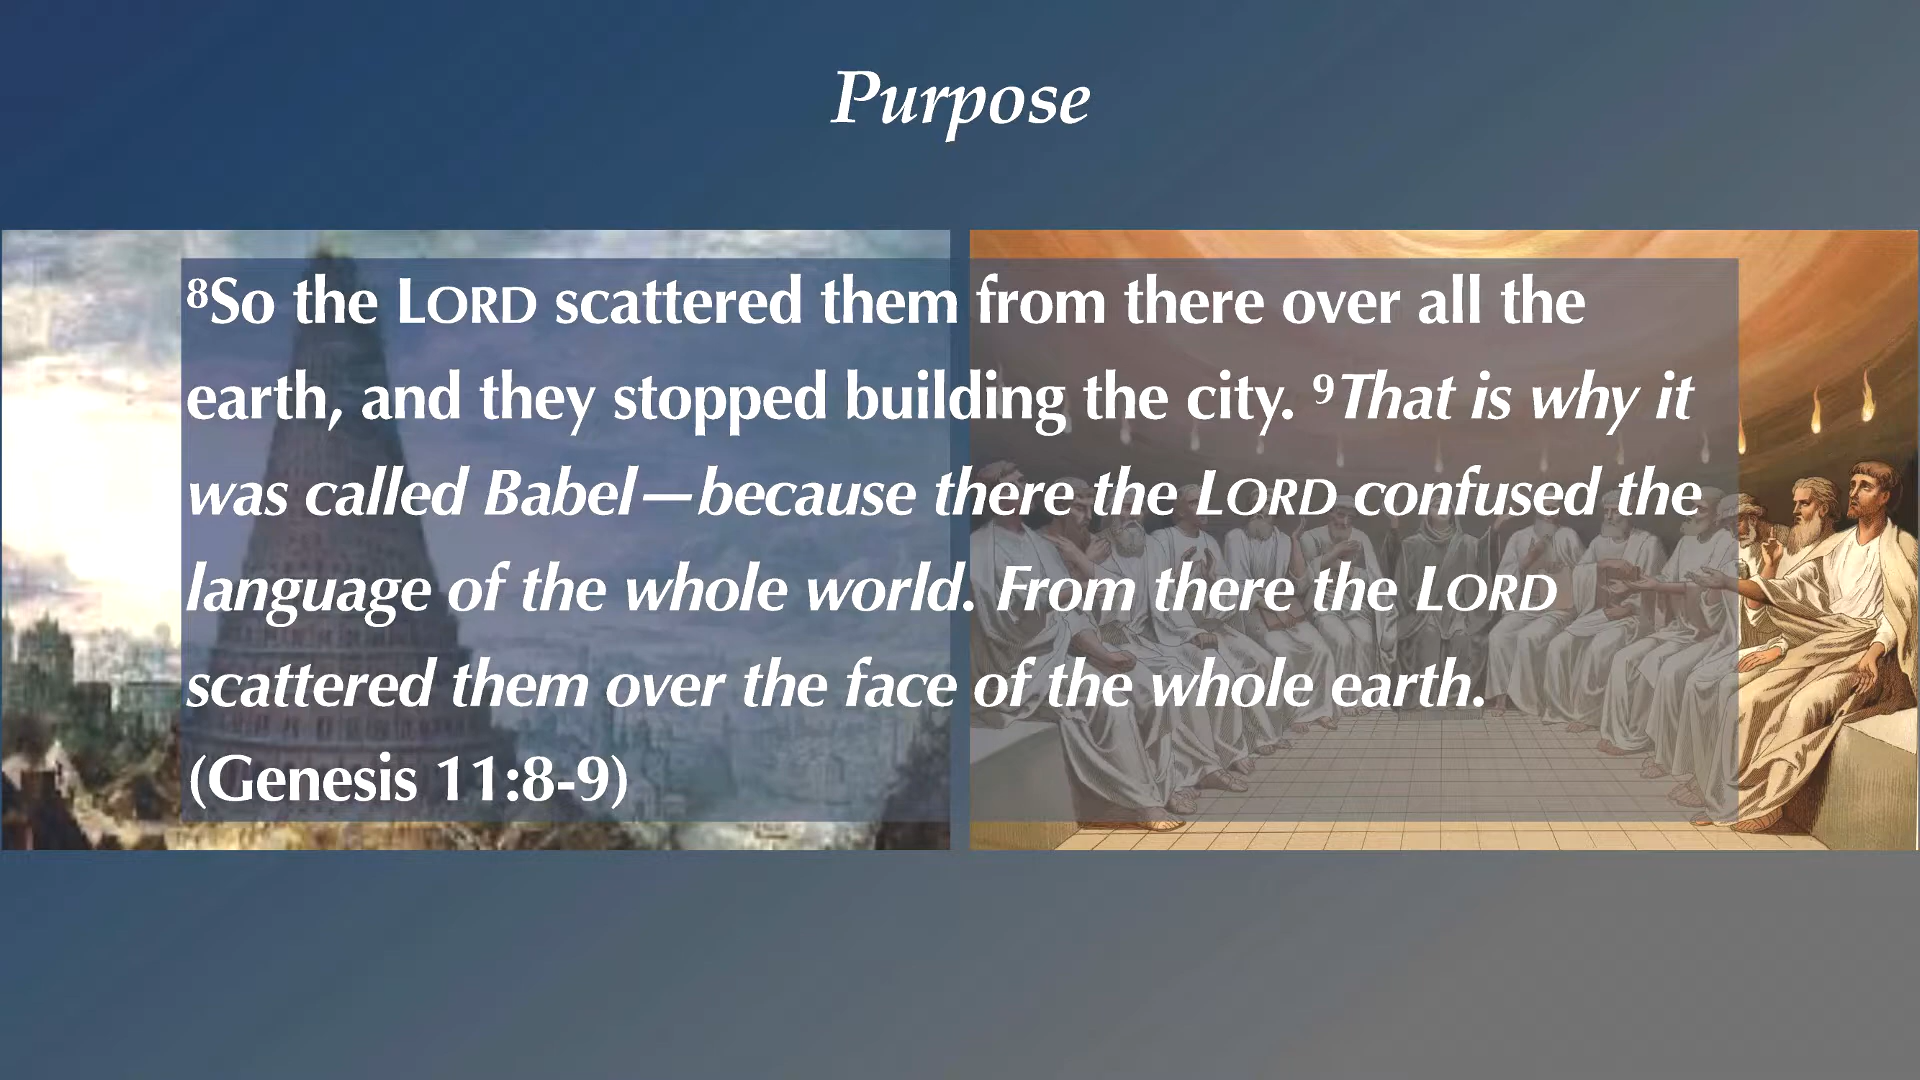 Purpose
⁸So the LORD scattered them from there over all the
earth, and they stopped building the city. ⁹That is why it
was called Babel—because there the LORD confused the
language of the whole world. From there the LORD
scattered them over the face of the whole earth.
(Genesis 11:8-9)